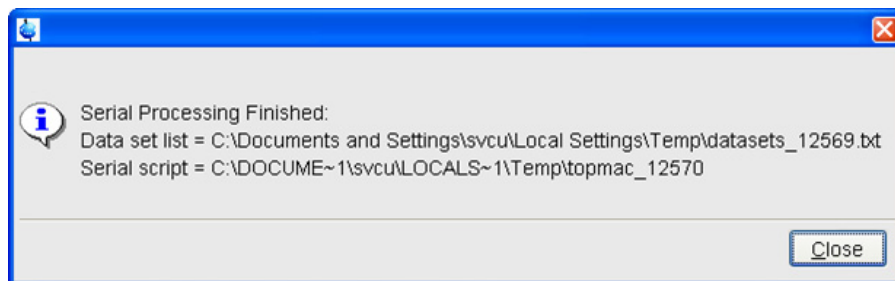 Serial Processing Finished:
Data set list = C:\Documents and Settings\svcu\Local Settings\Temp\datasets_12569.txt
Serial script = C:\DOCUME~1\svcu\LOCALS~1\Temp\topmac_12570
Close